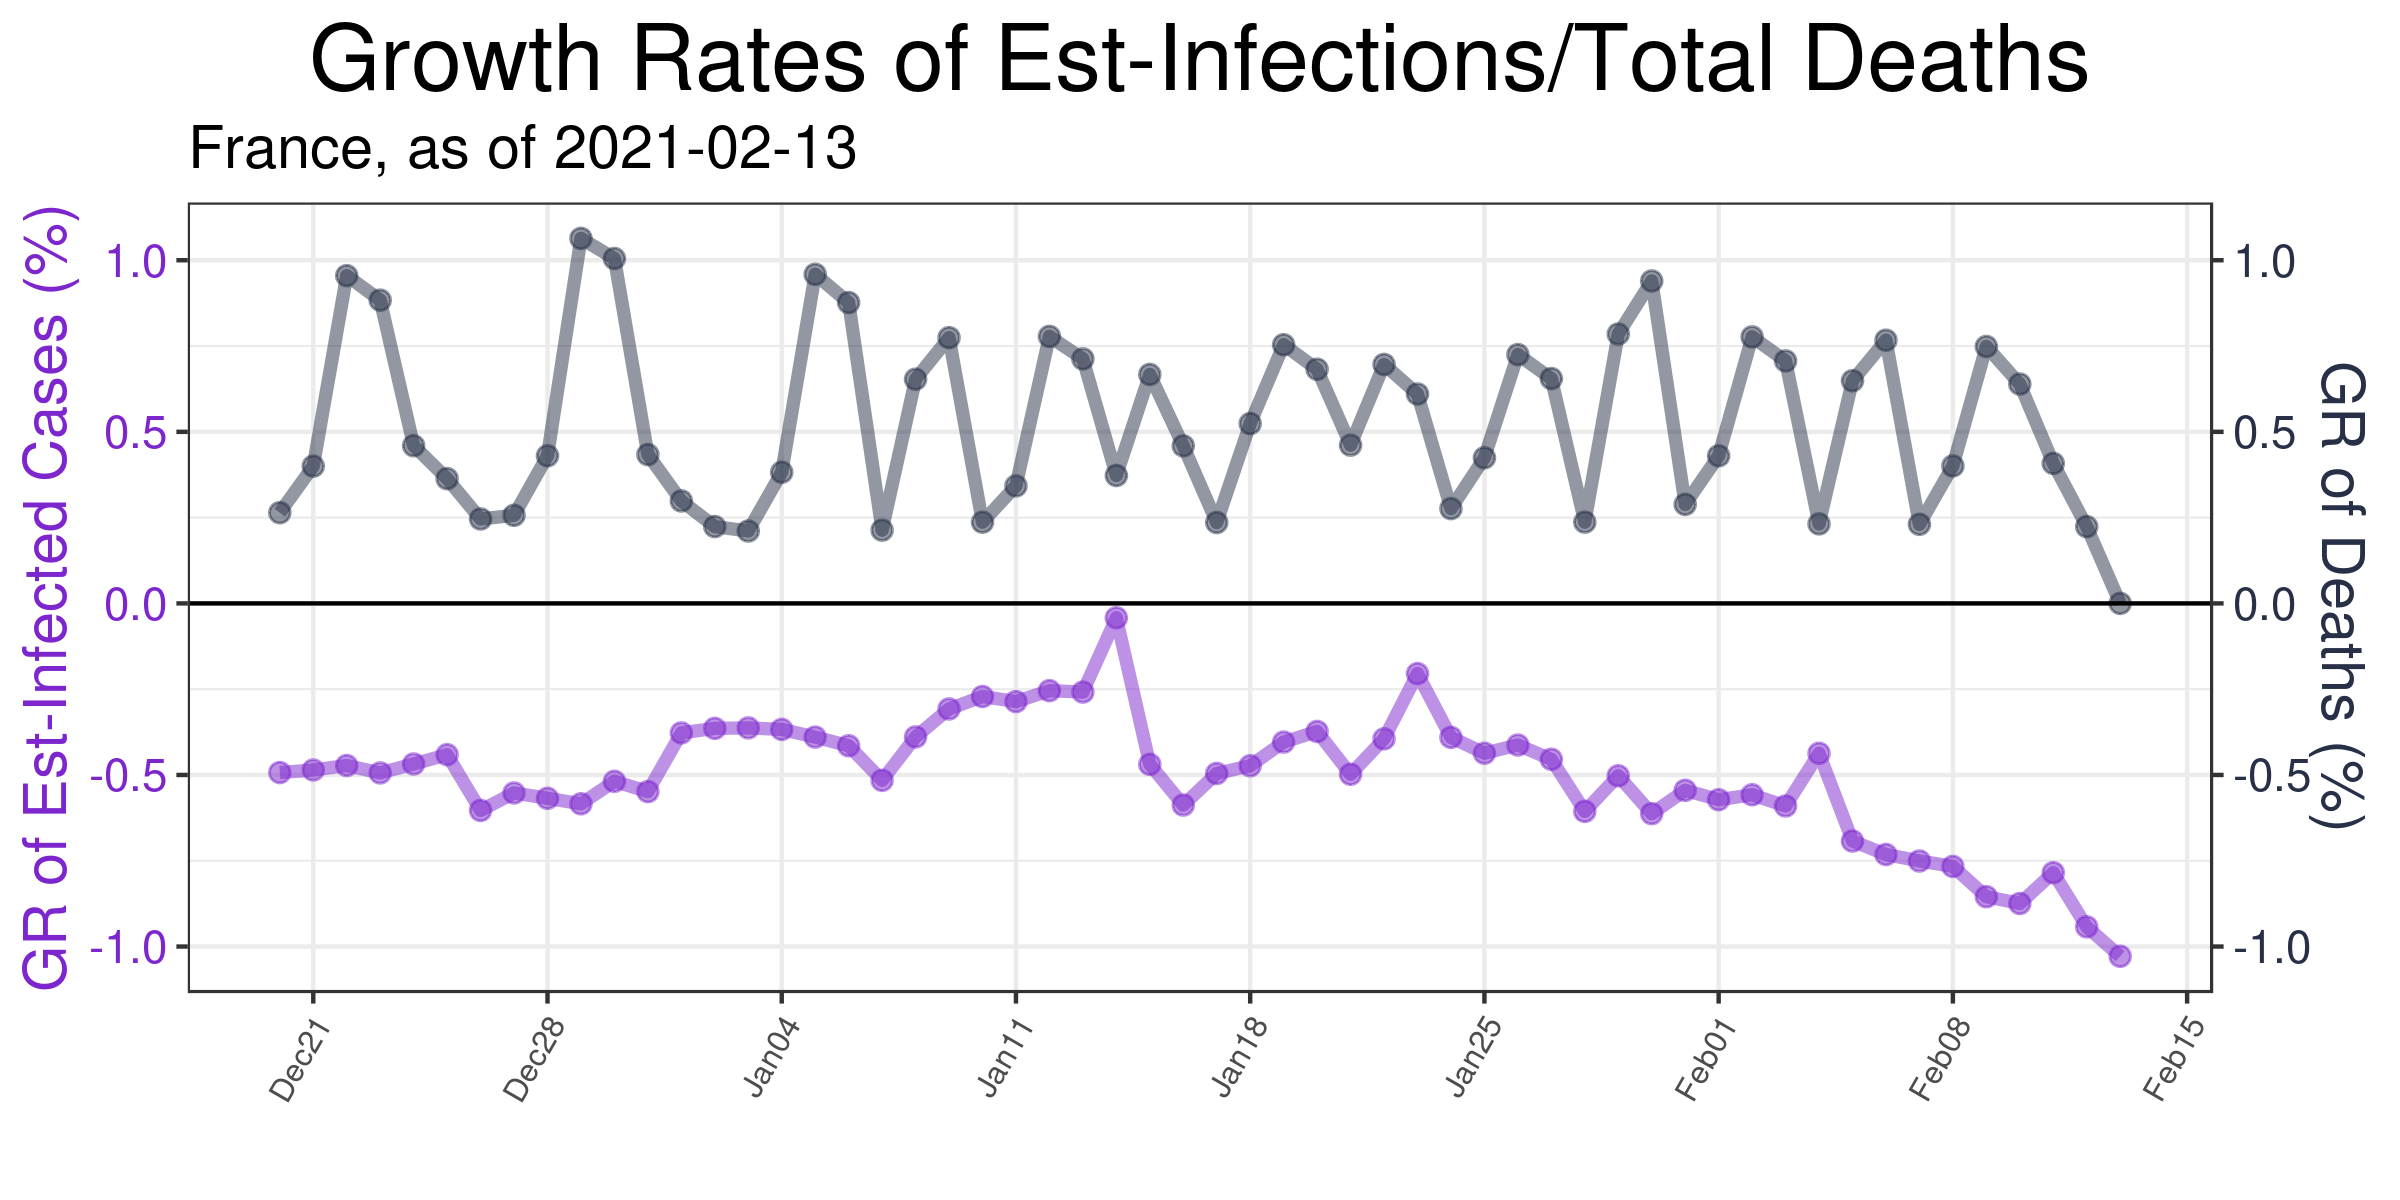 Growth Rates of Est-Infections/Total Deaths
France, as of 2021-02-13
GR of Est-Infected Cases (%)
1.0
0.5
0.0
-0.5
-1.0
1.0
0.5
0.0
-0.5
-1.0
GR of Deaths (%)
Dec21
Dec28
Jan04
Jan11
Jan18
Jan25
Feb01
Feb08
Feb15